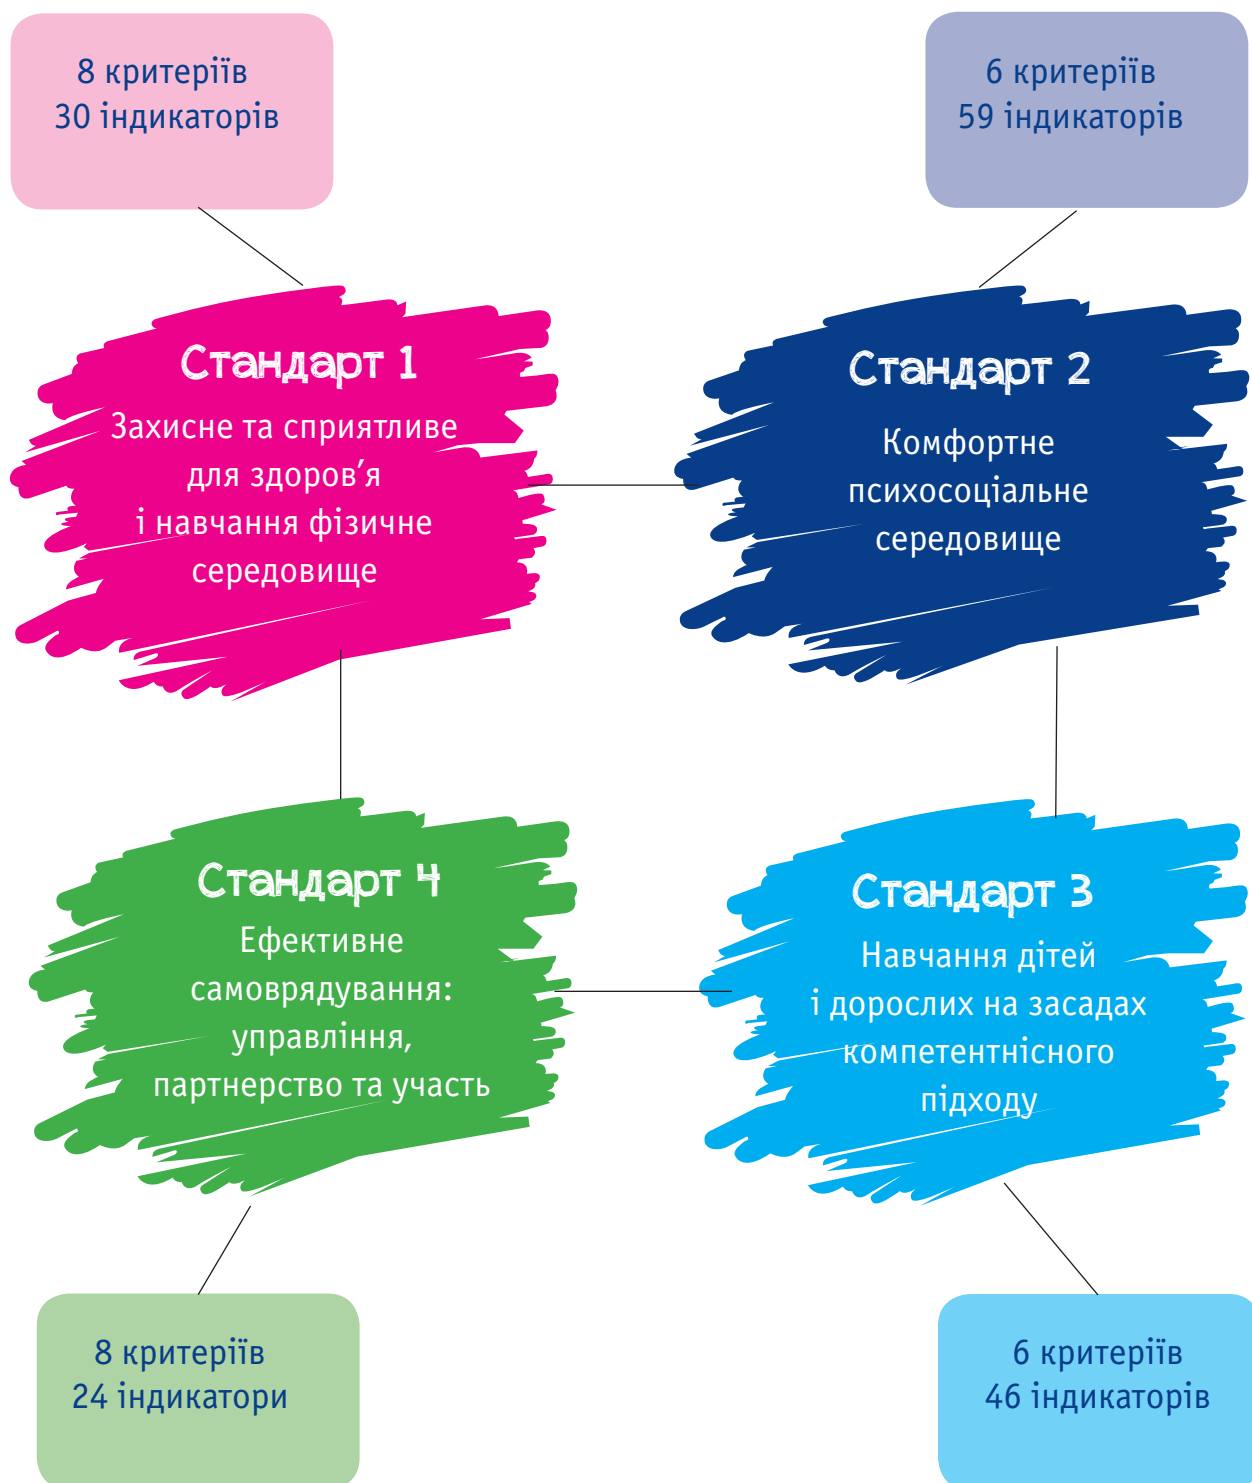 8 критеріїв
30 індикаторів
6 критеріїв
59 індикаторів
Стандарт 1
Захисне та сприятливе
для здоров’я
і навчання фізичне
середовище
Стандарт 2
Комфортне
психосоціальне
середовище
Стандарт 4
Ефективне
самоврядування:
управління,
партнерство та участь
Стандарт 3
Навчання дітей
і дорослих на засадах
компетентнісного
підходу
8 критеріїв
24 індикатори
6 критеріїв
46 індикаторів